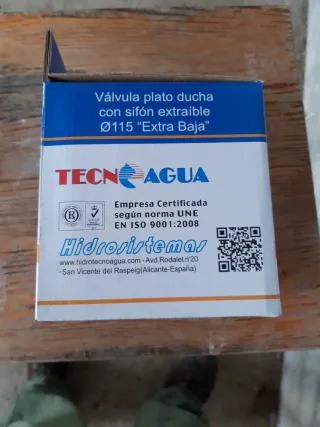 Válvula plato ducha
con sifón extraíble
Ø115 “Extra Baja”
TECNOAGUA
Empresa Certificada
según norma UNE
EN ISO 9001:2008
Hidrosistemas
www.hidrotecnoagua.com - Avd. Rodalet nº20
-San Vicente del Raspeig(Alicante-España)